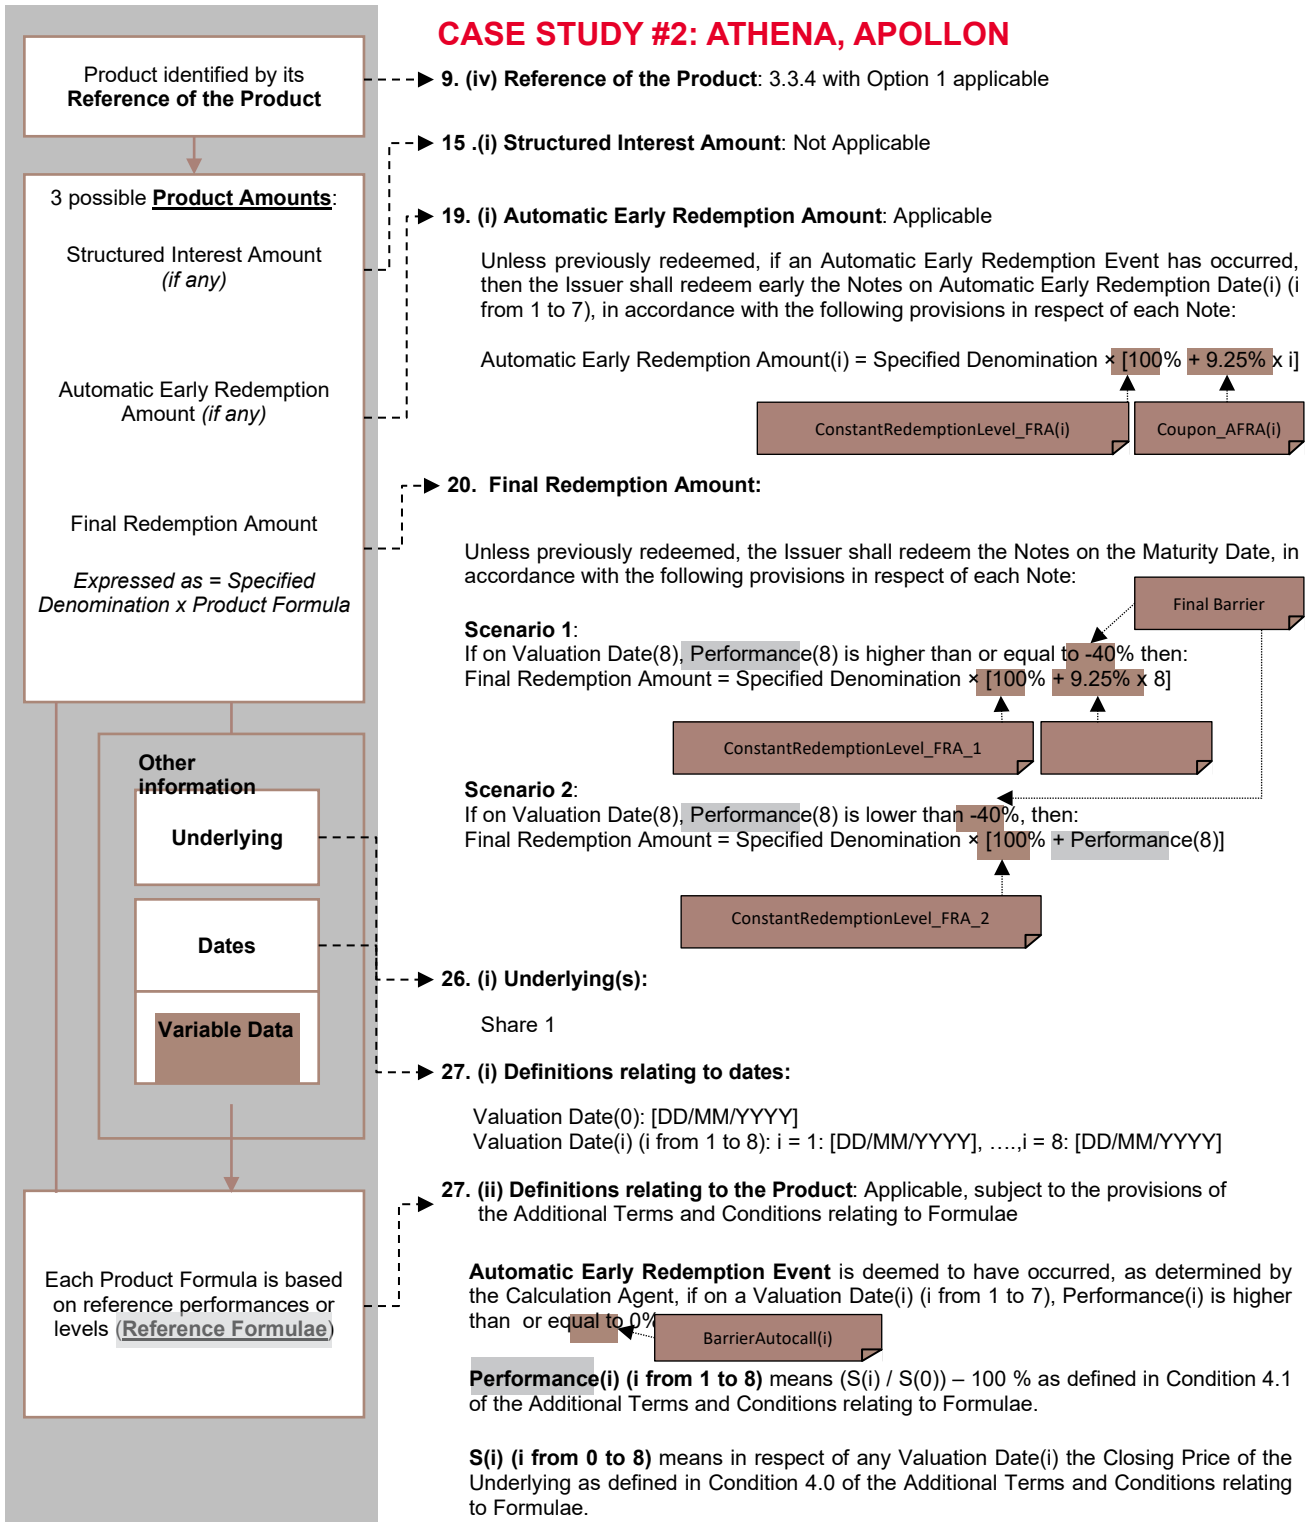 CASE STUDY #2: ATHENA, APOLLON
Product identified by its
Reference of the Product
9. (iv) Reference of the Product: 3.3.4 with Option 1 applicable
15 .(i) Structured Interest Amount: Not Applicable
3 possible Product Amounts:
Structured Interest Amount
(if any)
Automatic Early Redemption
Amount (if any)
Final Redemption Amount
Expressed as = Specified
Denomination x Product Formula
19. (i) Automatic Early Redemption Amount: Applicable
Unless previously redeemed, if an Automatic Early Redemption Event has occurred,
then the Issuer shall redeem early the Notes on Automatic Early Redemption Date(i) (i
from 1 to 7), in accordance with the following provisions in respect of each Note:
Automatic Early Redemption Amount(i) = Specified Denomination × [100% + 9.25% x i]
ConstantRedemptionLevel_FRA(i)
Coupon_AFRA(i)
20. Final Redemption Amount:
Unless previously redeemed, the Issuer shall redeem the Notes on the Maturity Date, in
accordance with the following provisions in respect of each Note:
Final Barrier
Scenario 1:
If on Valuation Date(8), Performance(8) is higher than or equal to -40% then:
Final Redemption Amount = Specified Denomination × [100% + 9.25% x 8]
ConstantRedemptionLevel_FRA_1
Scenario 2:
If on Valuation Date(8), Performance(8) is lower than -40%, then:
Final Redemption Amount = Specified Denomination × [100% + Performance(8)]
ConstantRedemptionLevel_FRA_2
Other
information
Underlying
Dates
Variable Data
26. (i) Underlying(s):
Share 1
27. (i) Definitions relating to dates:
Valuation Date(0): [DD/MM/YYYY]
Valuation Date(i) (i from 1 to 8): i = 1: [DD/MM/YYYY], ….,i = 8: [DD/MM/YYYY]
27. (ii) Definitions relating to the Product: Applicable, subject to the provisions of
the Additional Terms and Conditions relating to Formulae
Each Product Formula is based
on reference performances or
levels (Reference Formulae)
Automatic Early Redemption Event is deemed to have occurred, as determined by
the Calculation Agent, if on a Valuation Date(i) (i from 1 to 7), Performance(i) is higher
than or equal to 0%
BarrierAutocall(i)
Performance(i) (i from 1 to 8) means (S(i) / S(0)) – 100 % as defined in Condition 4.1
of the Additional Terms and Conditions relating to Formulae.
S(i) (i from 0 to 8) means in respect of any Valuation Date(i) the Closing Price of the
Underlying as defined in Condition 4.0 of the Additional Terms and Conditions relating
to Formulae.